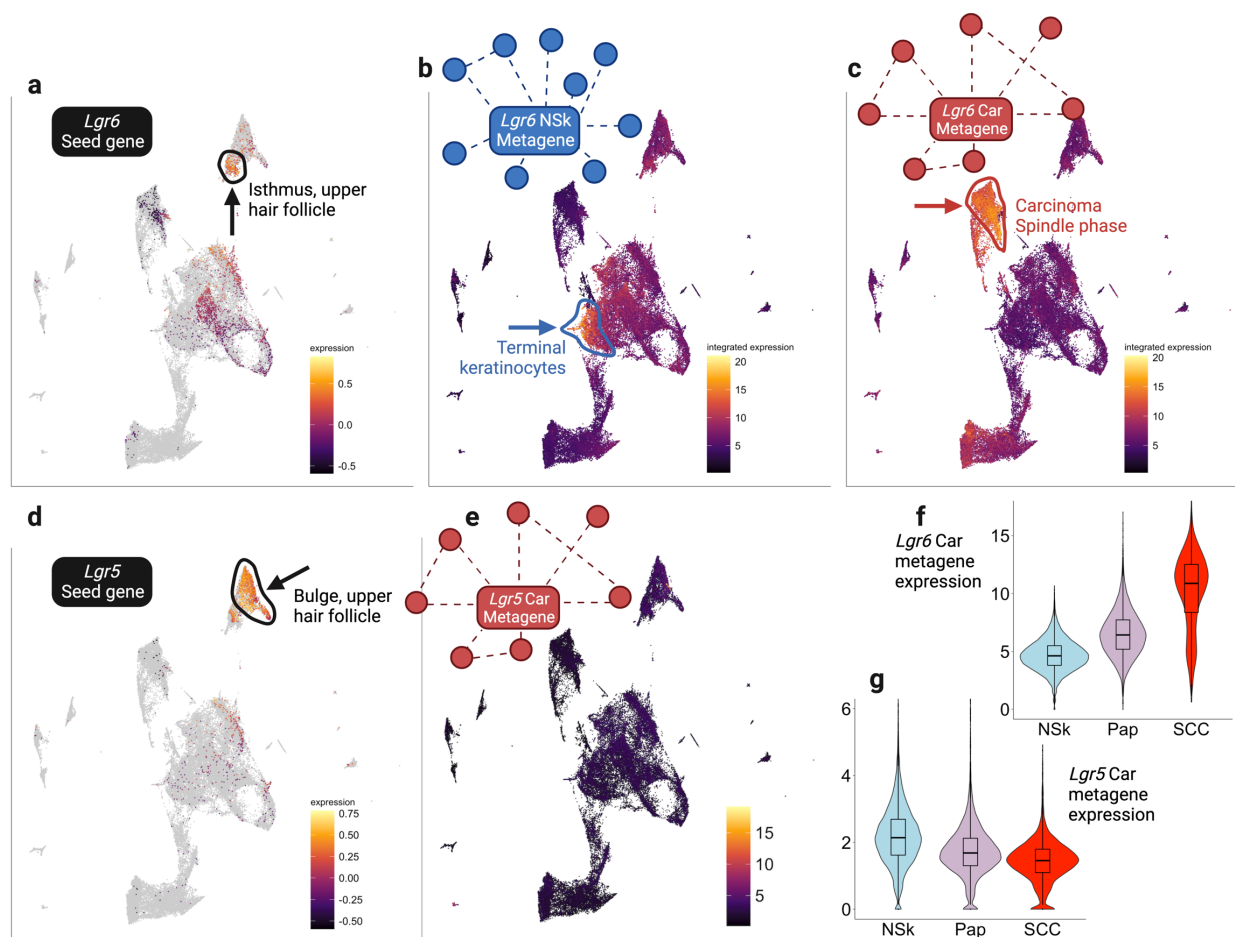 a
Lgr6
Seed gene
Isthmus, upper
hair follicle
expression
0.5
0.0
-0.5
b
Lgr6 NSk
Metagene
Terminal
keratinocytes
integrated expression
20
15
10
5
c
Lgr6 Car
Metagene
Carcinoma
Spindle phase
integrated expression
20
15
10
5
d
Lgr5
Seed gene
Bulge, upper
hair follicle
expression
0.75
0.50
0.25
0.00
-0.25
-0.50
e
Lgr5 Car
Metagene
15
10
5
f
Lgr6 Car
metagene
expression
15
10
5
0
NSk Pap SCC
g
6
4
2
0
Lgr5 Car
metagene
expression
NSk Pap SCC